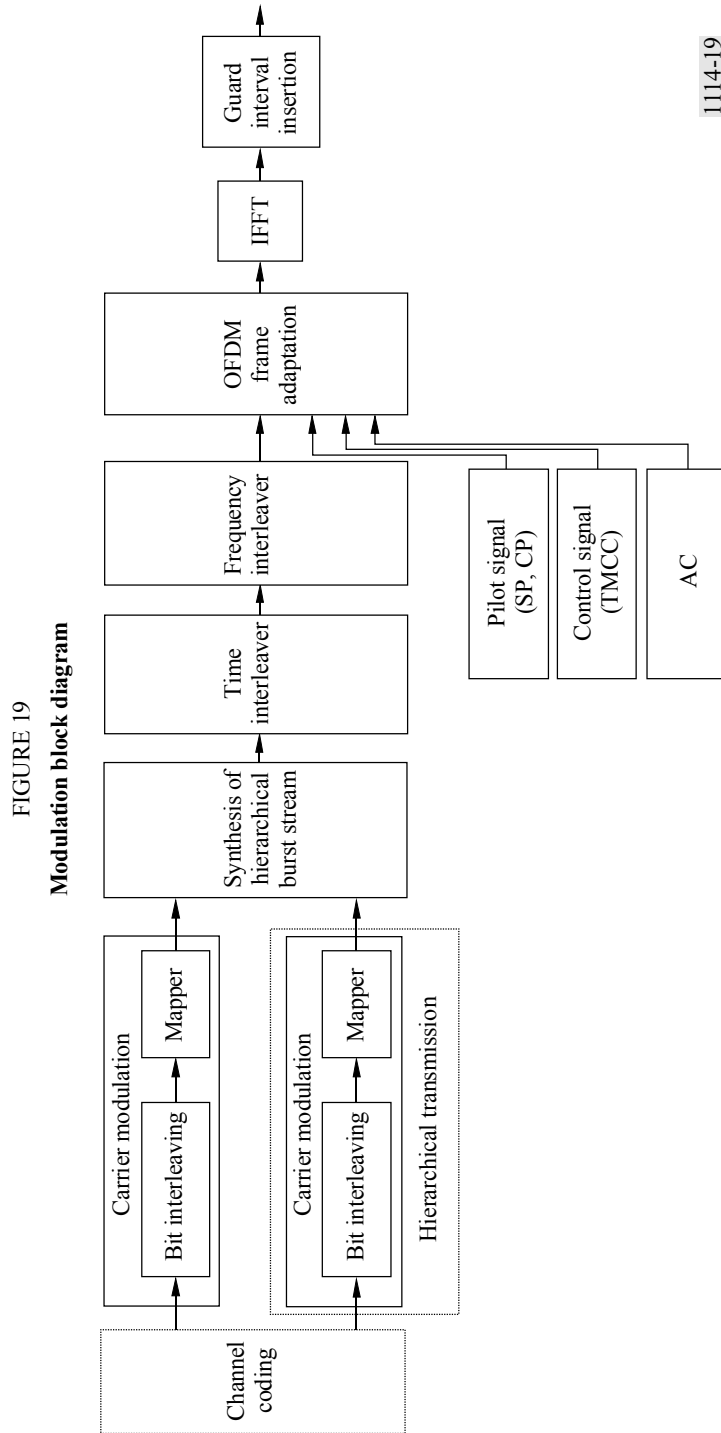 FIGURE 19
Modulation block diagram
Channel
coding
Carrier modulation
Bit interleaving
Mapper
Carrier modulation
Bit interleaving
Mapper
Hierarchical transmission
Synthesis of
hierarchical
burst stream
Time
interleaver
Frequency
interleaver
OFDM
frame
adaptation
IFFT
Guard
interval
insertion
Pilot signal
(SP, CP)
Control signal
(TMCC)
AC
1114-19